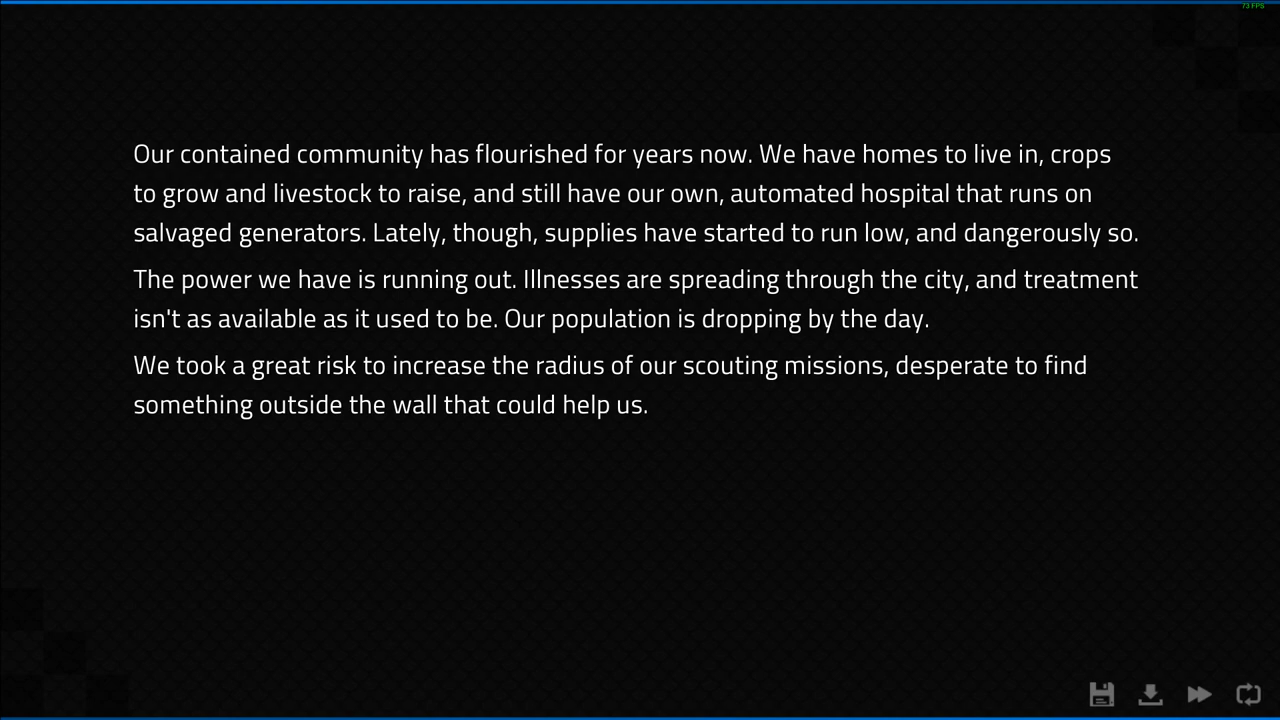 73 FPS
Our contained community has flourished for years now. We have homes to live in, crops
to grow and livestock to raise, and still have our own, automated hospital that runs on
salvaged generators. Lately, though, supplies have started to run low, and dangerously so.
The power we have is running out. Illnesses are spreading through the city, and treatment
isn't as available as it used to be. Our population is dropping by the day.
We took a great risk to increase the radius of our scouting missions, desperate to find
something outside the wall that could help us.